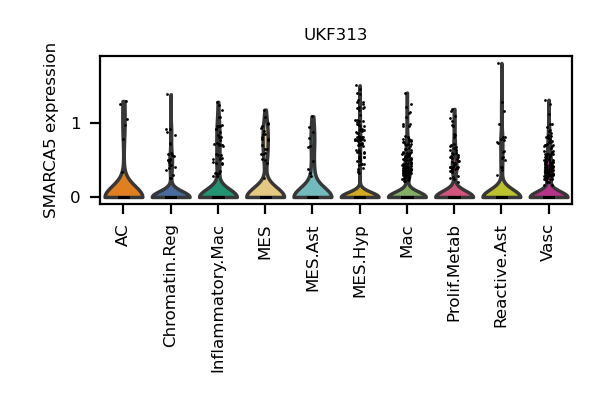 UKF313
SMARCA5 expression
1
0
AC
Chromatin.Reg
Inflammatory.Mac
MES
MES.Ast
MES.Hyp
Mac
Prolif.Metab
Reactive.Ast
Vasc